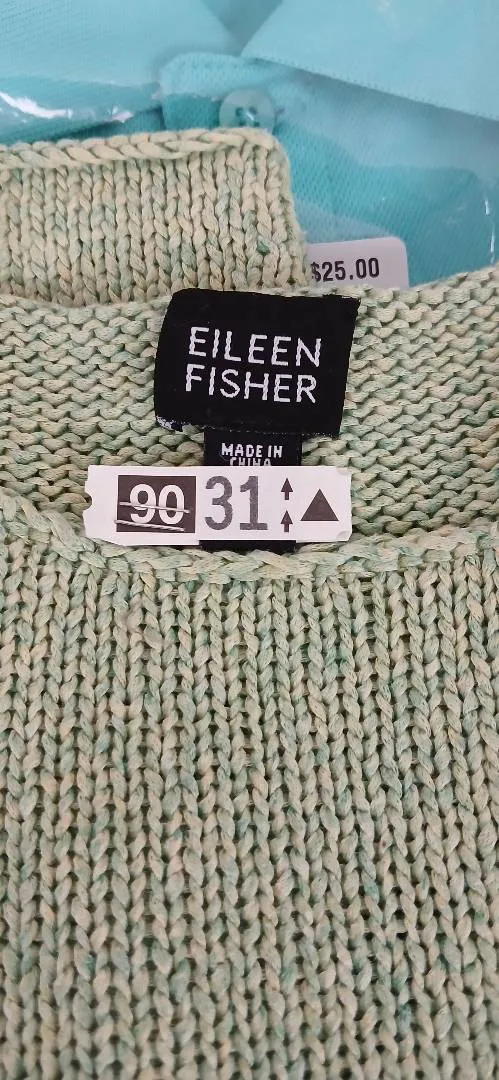 $25.00
EILEEN
FISHER
MADE IN
CHINA
90 31